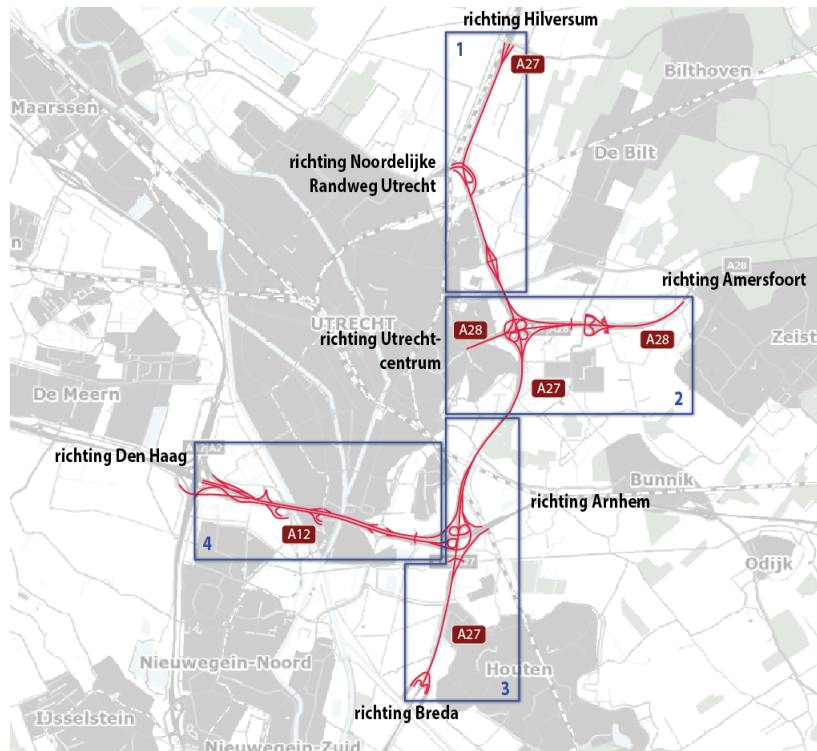 richting Hilversum
1
A27
Bilthoven
Maarssen
De Bilt
richting Noordelijke
Randweg Utrecht
A28
richting Amersfoort
UTRECHT
richting Utrecht-
centrum
A28
A28
Zeist
De Meern
A27
2
A2
richting Den Haag
Bunnik
richting Arnhem
A12
4
Odijk
A27
Nieuwegein-Noord
Houten
3
richting Breda
IJsselstein
Nieuwegein-Zuid